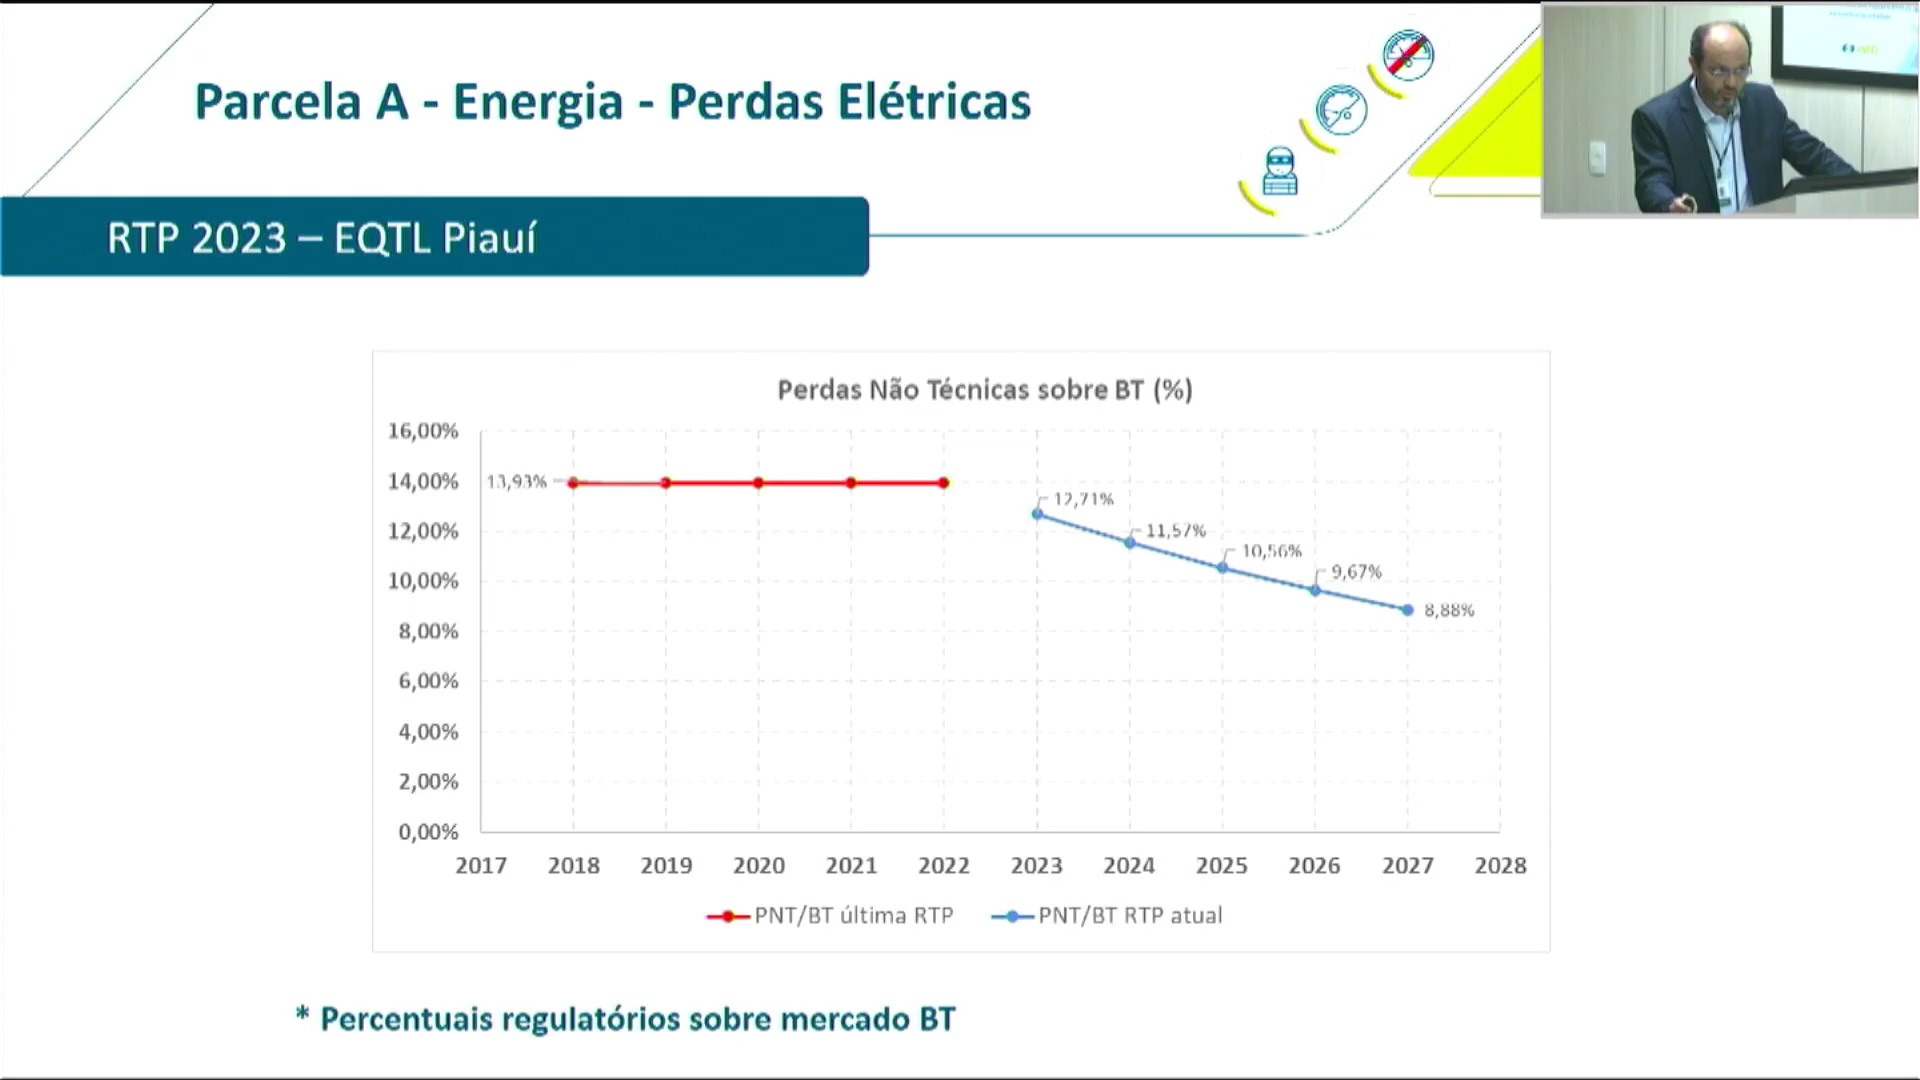 Parcela A - Energia - Perdas Elétricas
RTP 2023 – EQTL Piauí
Perdas Não Técnicas sobre BT (%)
16,00%
14,00%
12,00%
10,00%
8,00%
6,00%
4,00%
2,00%
0,00%
13,93%
12,71%
11,57%
10,56%
9,67%
8,88%
2017 2018 2019 2020 2021 2022 2023 2024 2025 2026 2027 2028
PNT/BT última RTP PNT/BT RTP atual
* Percentuais regulatórios sobre mercado BT